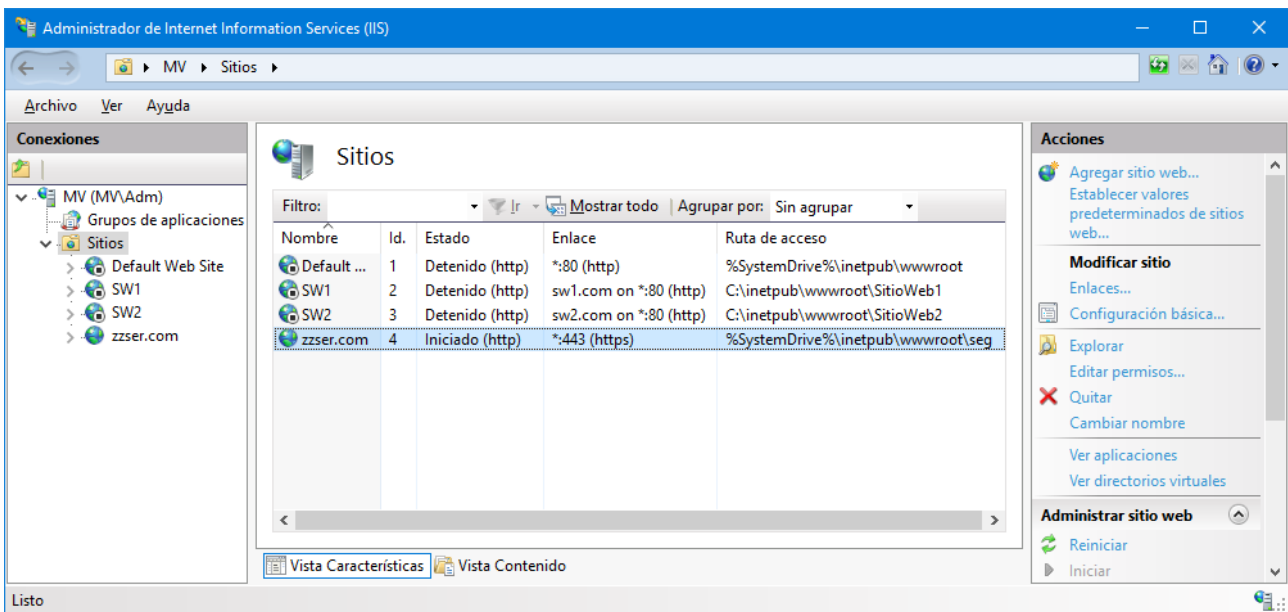 Administrador de Internet Information Services (IIS)
MV Sitios
Archivo Ver Ayuda
Conexiones
MV (MV\Adm)
Grupos de aplicaciones
Sitios
Default Web Site
SW1
SW2
zzser.com
Sitios
Filtro: Ir Mostrar todo Agrupar por: Sin agrupar
Nombre Id. Estado Enlace Ruta de acceso
Default ... 1 Detenido (http) *:80 (http) %SystemDrive%\inetpub\wwwroot
SW1 2 Detenido (http) sw1.com on *:80 (http) C:\inetpub\wwwroot\SitioWeb1
SW2 3 Detenido (http) sw2.com on *:80 (http) C:\inetpub\wwwroot\SitioWeb2
zzser.com 4 Iniciado (http) *:443 (https) %SystemDrive%\inetpub\wwwroot\seg
Vista Características Vista Contenido
Acciones
Agregar sitio web...
Establecer valores
predeterminados de sitios
web...
Modificar sitio
Enlaces...
Configuración básica...
Explorar
Editar permisos...
Quitar
Cambiar nombre
Ver aplicaciones
Ver directorios virtuales
Administrar sitio web
Reiniciar
Iniciar
Listo